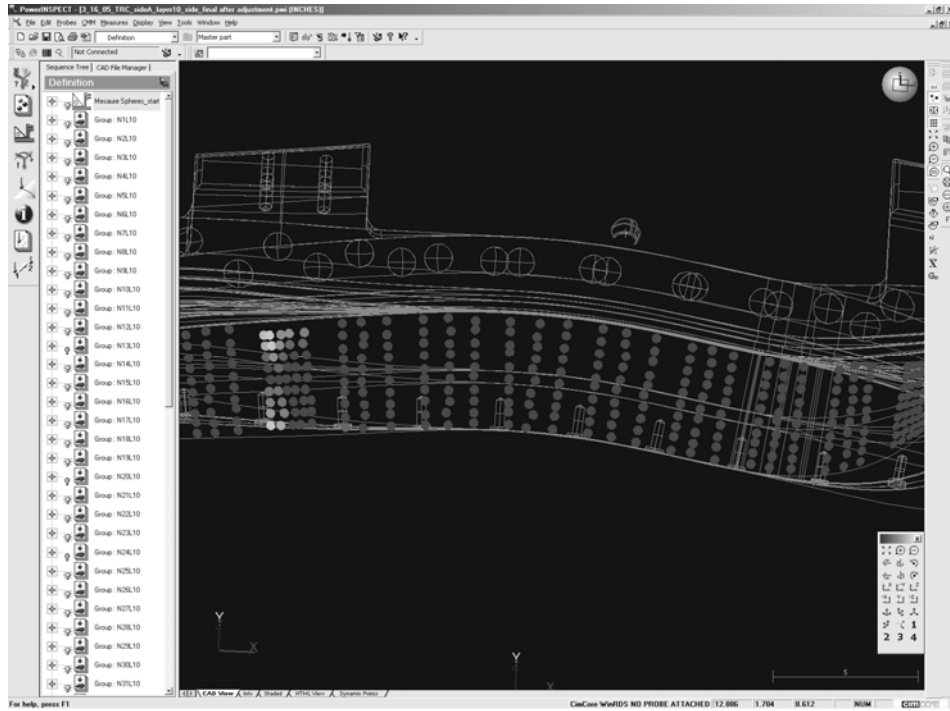 PowerINSPECT - [3_16_05_TRC_sideA_layer10_side_final after adjustment.pwi (INCHES)]
File Edit Probes CMM Measures Display View Tools Window Help
Definition Master part
Not Connected
Sequence Tree CAD File Manager
Definition
Mesaure Spheres_start
Group : N1L10
Group : N2L10
Group : N3L10
Group : N4L10
Group : N5L10
Group : N6L10
Group : N7L10
Group : N8L10
Group : N9L10
Group : N10L10
Group : N11L10
Group : N12L10
Group : N13L10
Group : N14L10
Group : N15L10
Group : N16L10
Group : N17L10
Group : N18L10
Group : N19L10
Group : N20L10
Group : N21L10
Group : N22L10
Group : N23L10
Group : N24L10
Group : N25L10
Group : N26L10
Group : N27L10
Group : N28L10
Group : N29L10
Group : N30L10
Group : N31L10
Y
X
Y
X
5
1
2 3 4
CAD View Info Shaded HTML View Dynamic Points
For help, press F1
CimCore WinRDS NO PROBE ATTACHED 12.886 1.704 8.612 NUM cimcore